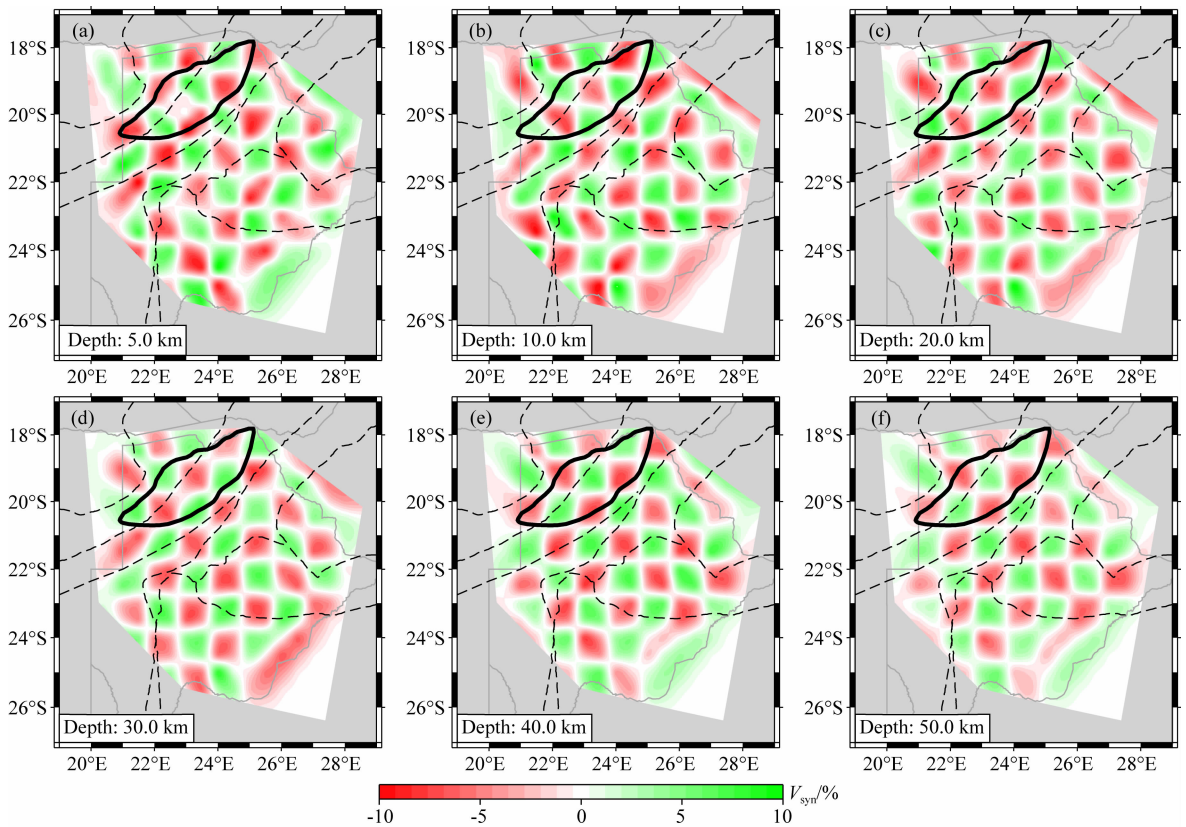 (a) (b) (c)
18°S 18°S 18°S
20°S 20°S 20°S
22°S 22°S 22°S
24°S 24°S 24°S
26°S 26°S 26°S
Depth: 5.0 km Depth: 10.0 km Depth: 20.0 km
20°E 22°E 24°E 26°E 28°E 20°E 22°E 24°E 26°E 28°E 20°E 22°E 24°E 26°E 28°E
(d) (e) (f)
18°S 18°S 18°S
20°S 20°S 20°S
22°S 22°S 22°S
24°S 24°S 24°S
26°S 26°S 26°S
Depth: 30.0 km Depth: 40.0 km Depth: 50.0 km
20°E 22°E 24°E 26°E 28°E 20°E 22°E 24°E 26°E 28°E 20°E 22°E 24°E 26°E 28°E
Vsyn/%
-10 -5 0 5 10